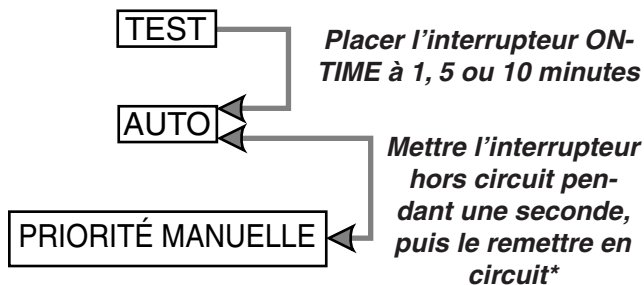 TEST
Placer l’interrupteur ON-
TIME à 1, 5 ou 10 minutes
AUTO
Mettre l’interrupteur
hors circuit pen-
dant une seconde,
puis le remettre en
circuit*
PRIORITÉ MANUELLE